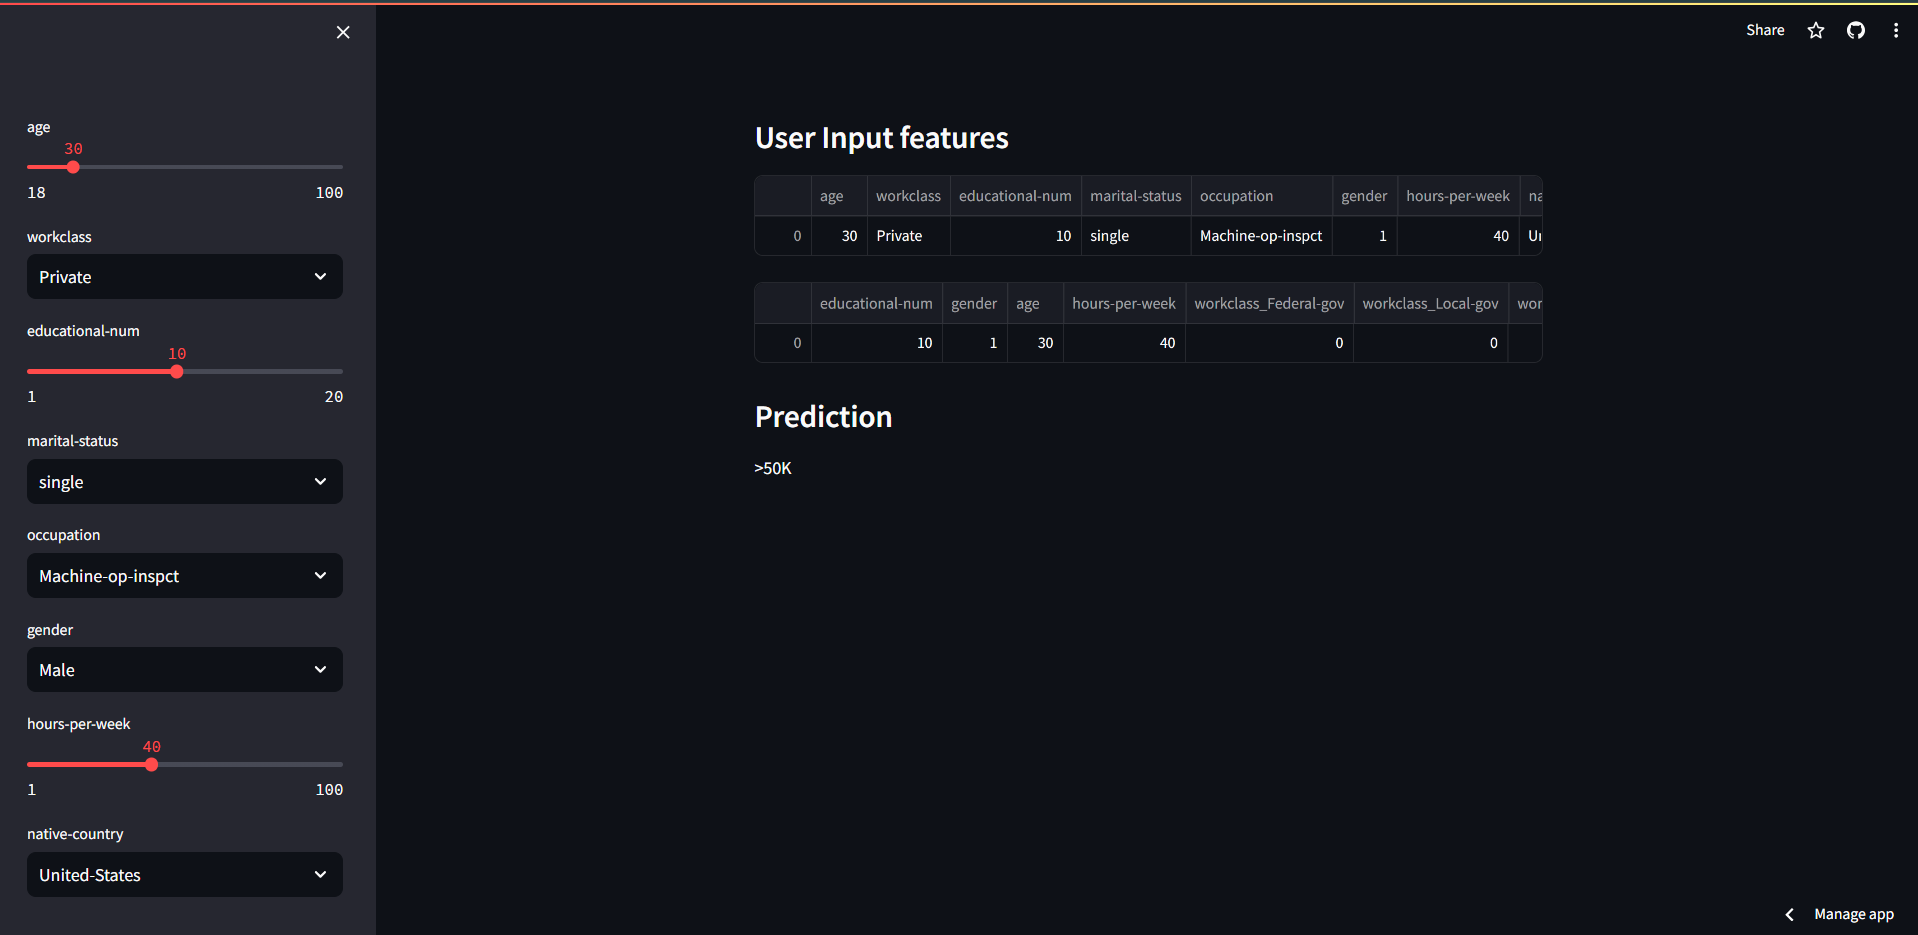 Share
age
30
18 100
workclass
Private
educational-num
10
1 20
marital-status
single
occupation
Machine-op-inspct
gender
Male
hours-per-week
40
1 100
native-country
United-States
User Input features
age workclass educational-num marital-status occupation gender hours-per-week na
0 30 Private 10 single Machine-op-inspct 1 40 Un
educational-num gender age hours-per-week workclass_Federal-gov workclass_Local-gov wor
0 10 1 30 40 0 0
Prediction
>50K
Manage app